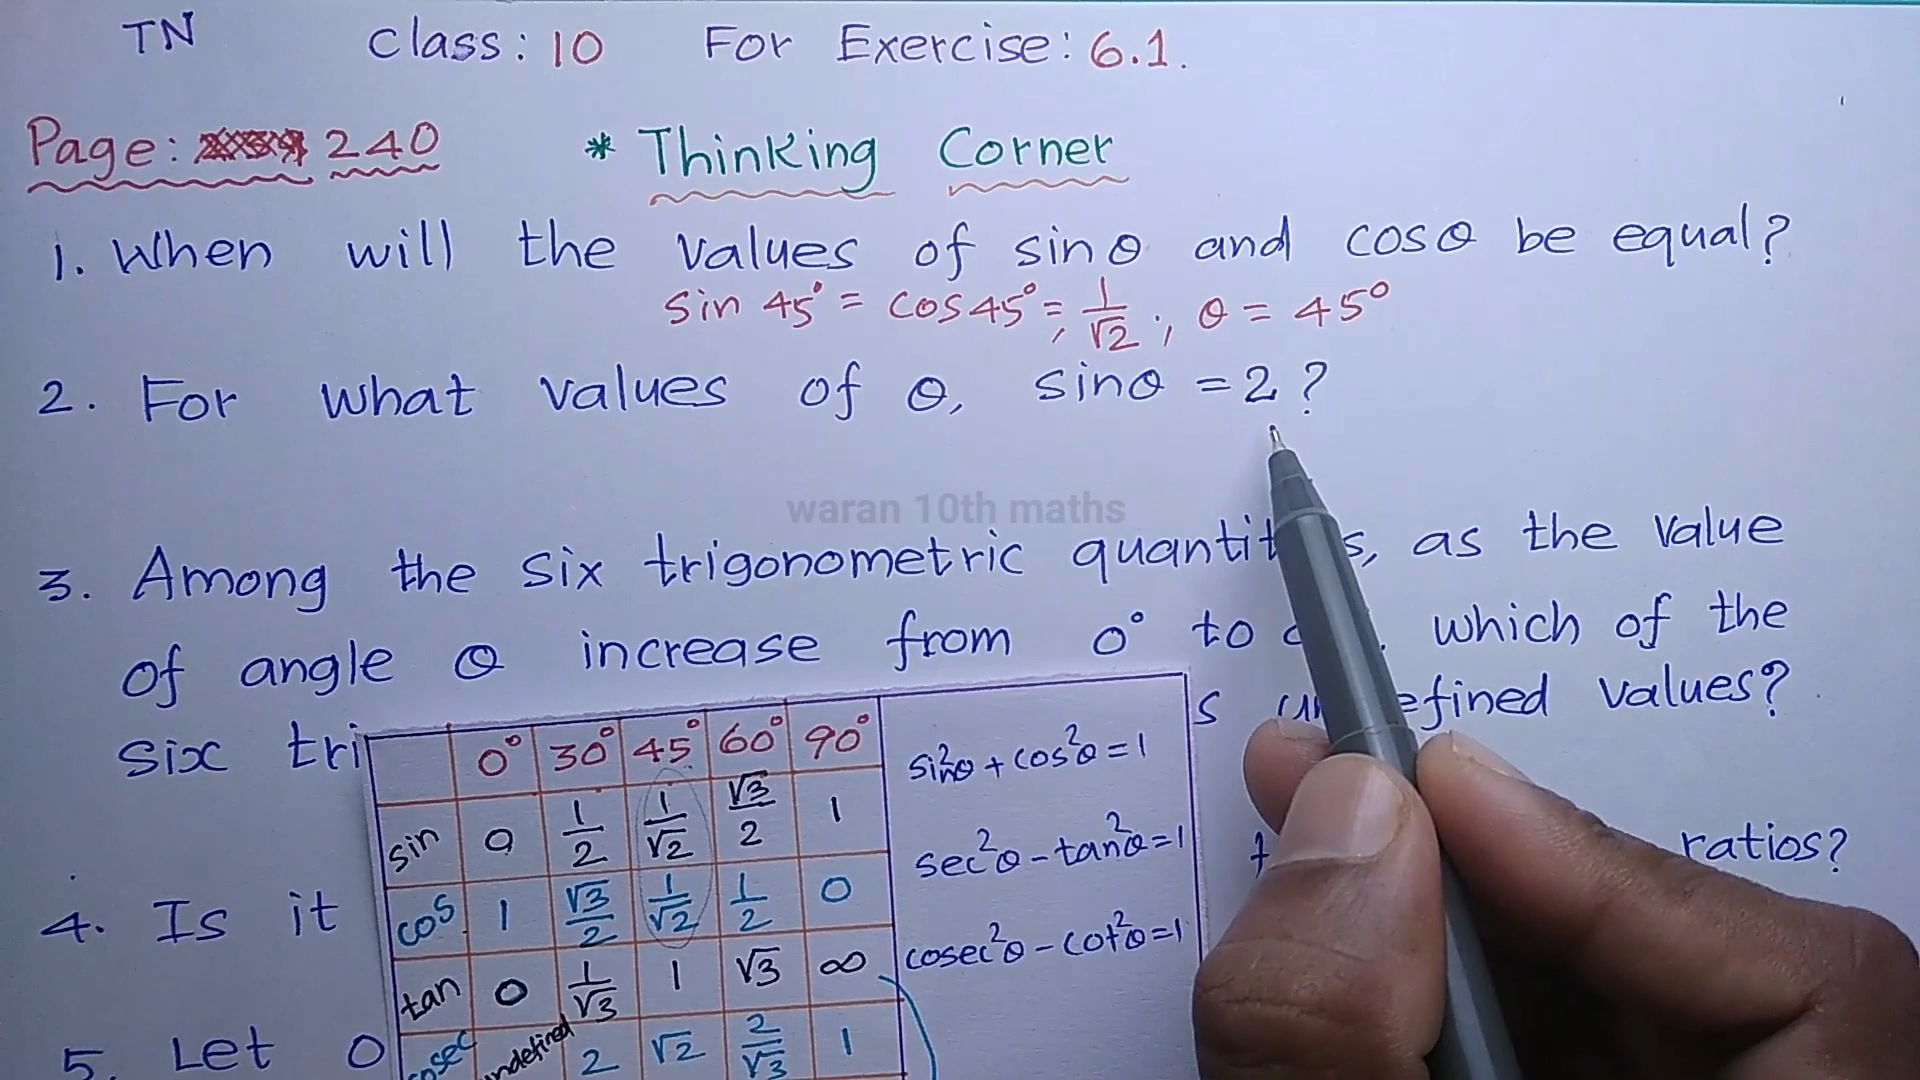 TN Class: 10 For Exercise: 6.1.
Page: 240 * Thinking Corner
1. When will the values of sinθ and cosθ be equal?
sin 45° = cos 45° = 1/√2 ; θ = 45°
2. For what values of θ, sinθ = 2?
waran 10th maths
3. Among the six trigonometric quantit s, as the value
of angle θ increase from 0° to which of the
six tri s efined values?
4. Is it ratios?
5. Let
0° 30° 45° 60° 90°
sin 0 1/2 1/√2 √3/2 1
cos 1 √3/2 1/√2 1/2 0
tan 0 1/√3 1 √3 ∞
cosec undefined 2 √2 2/√3 1
sin²θ + cos²θ = 1
sec²θ - tan²θ = 1
cosec²θ - cot²θ = 1